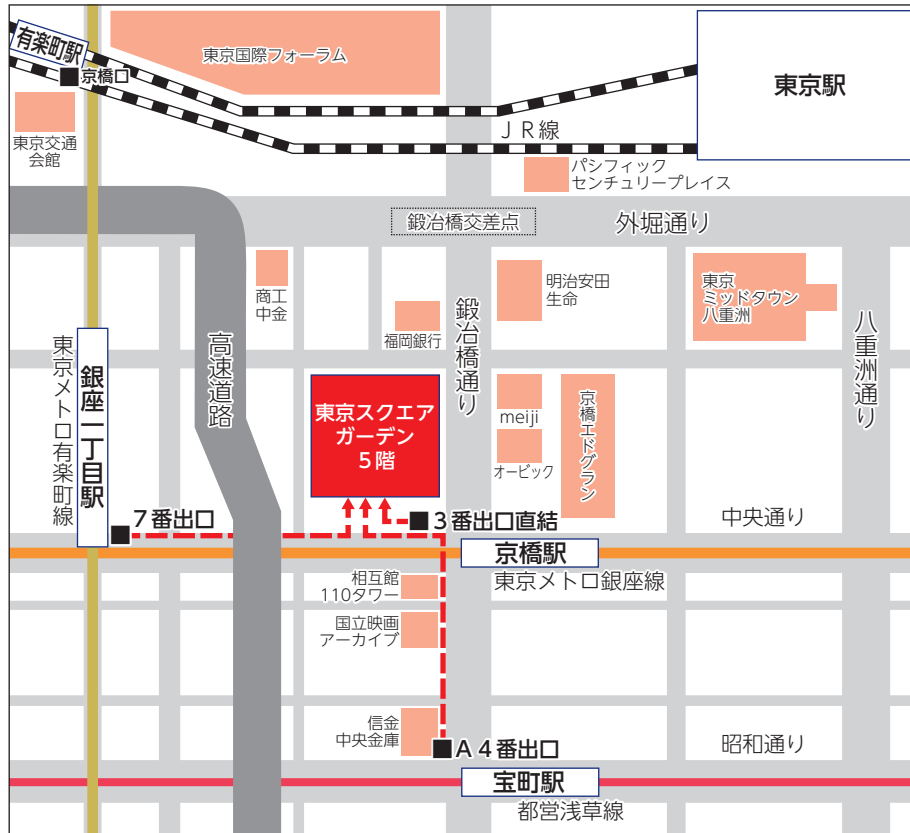 有楽町駅
京橋口
東京国際フォーラム
東京駅
東京交通
会館
ＪＲ線
パシフィック
センチュリープレイス
鍛冶橋交差点
外堀通り
商工
中金
福岡銀行
鍛冶橋通り
明治安田
生命
東京
ミッドタウン
八重洲
八重洲通り
東京メトロ有楽町線
銀座一丁目駅
高速道路
東京スクエア
ガーデン
５階
meiji
オービック
京橋エドグラン
7番出口
3番出口直結
中央通り
京橋駅
東京メトロ銀座線
相互館
110タワー
国立映画
アーカイブ
信金
中央金庫
A４番出口
昭和通り
宝町駅
都営浅草線